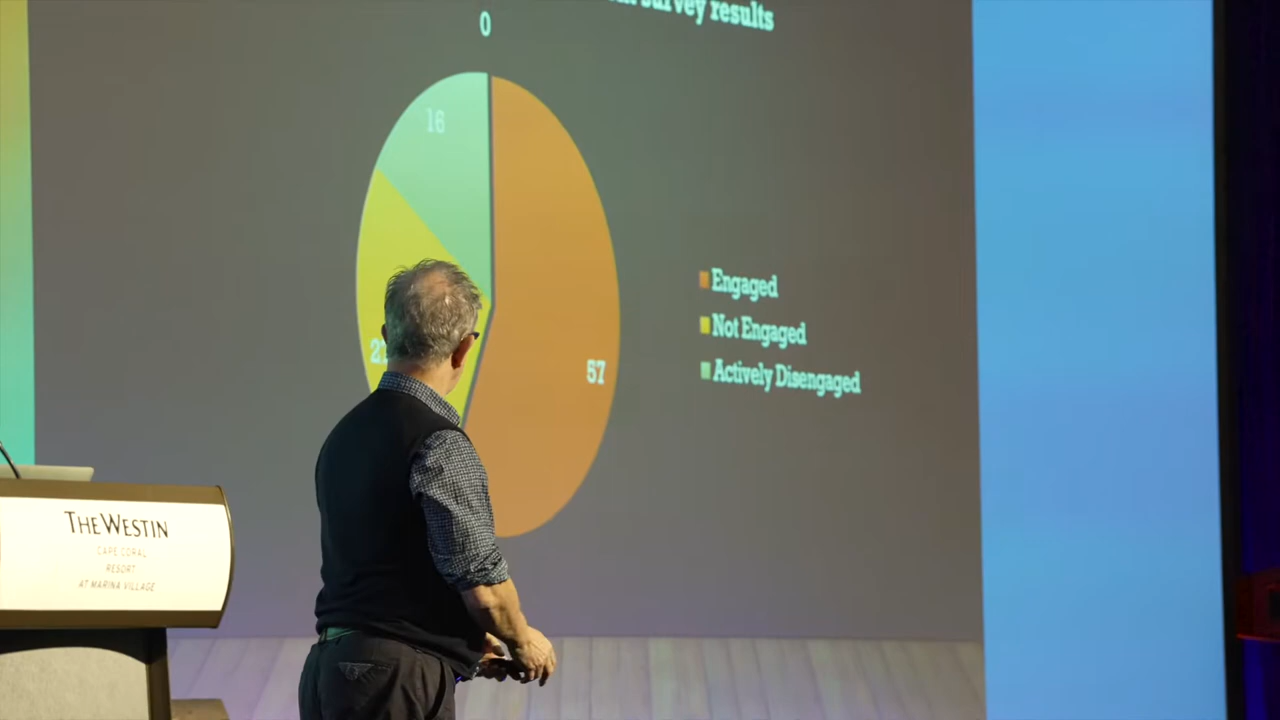 survey results
0
16
57
Engaged
Not Engaged
Actively Disengaged
THE WESTIN
CAPE CORAL
RESORT
AT MARINA VILLAGE